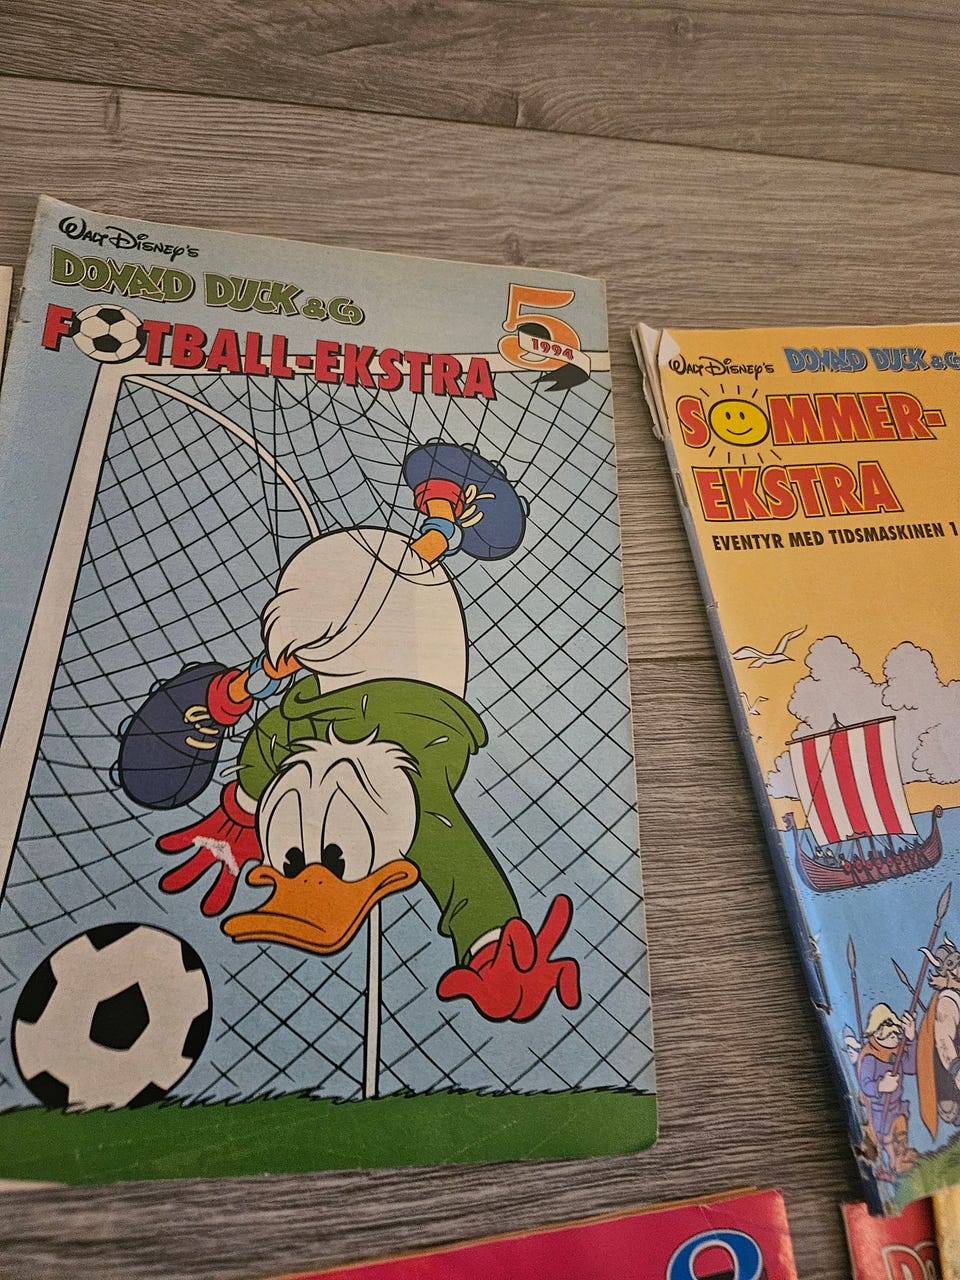 WALT DISNEY'S
DONALD DUCK & Co
FOTBALL-EKSTRA
5
1994
WALT DISNEY'S DONALD DUCK & Co
SOMMER-
EKSTRA
EVENTYR MED TIDSMASKINEN 1